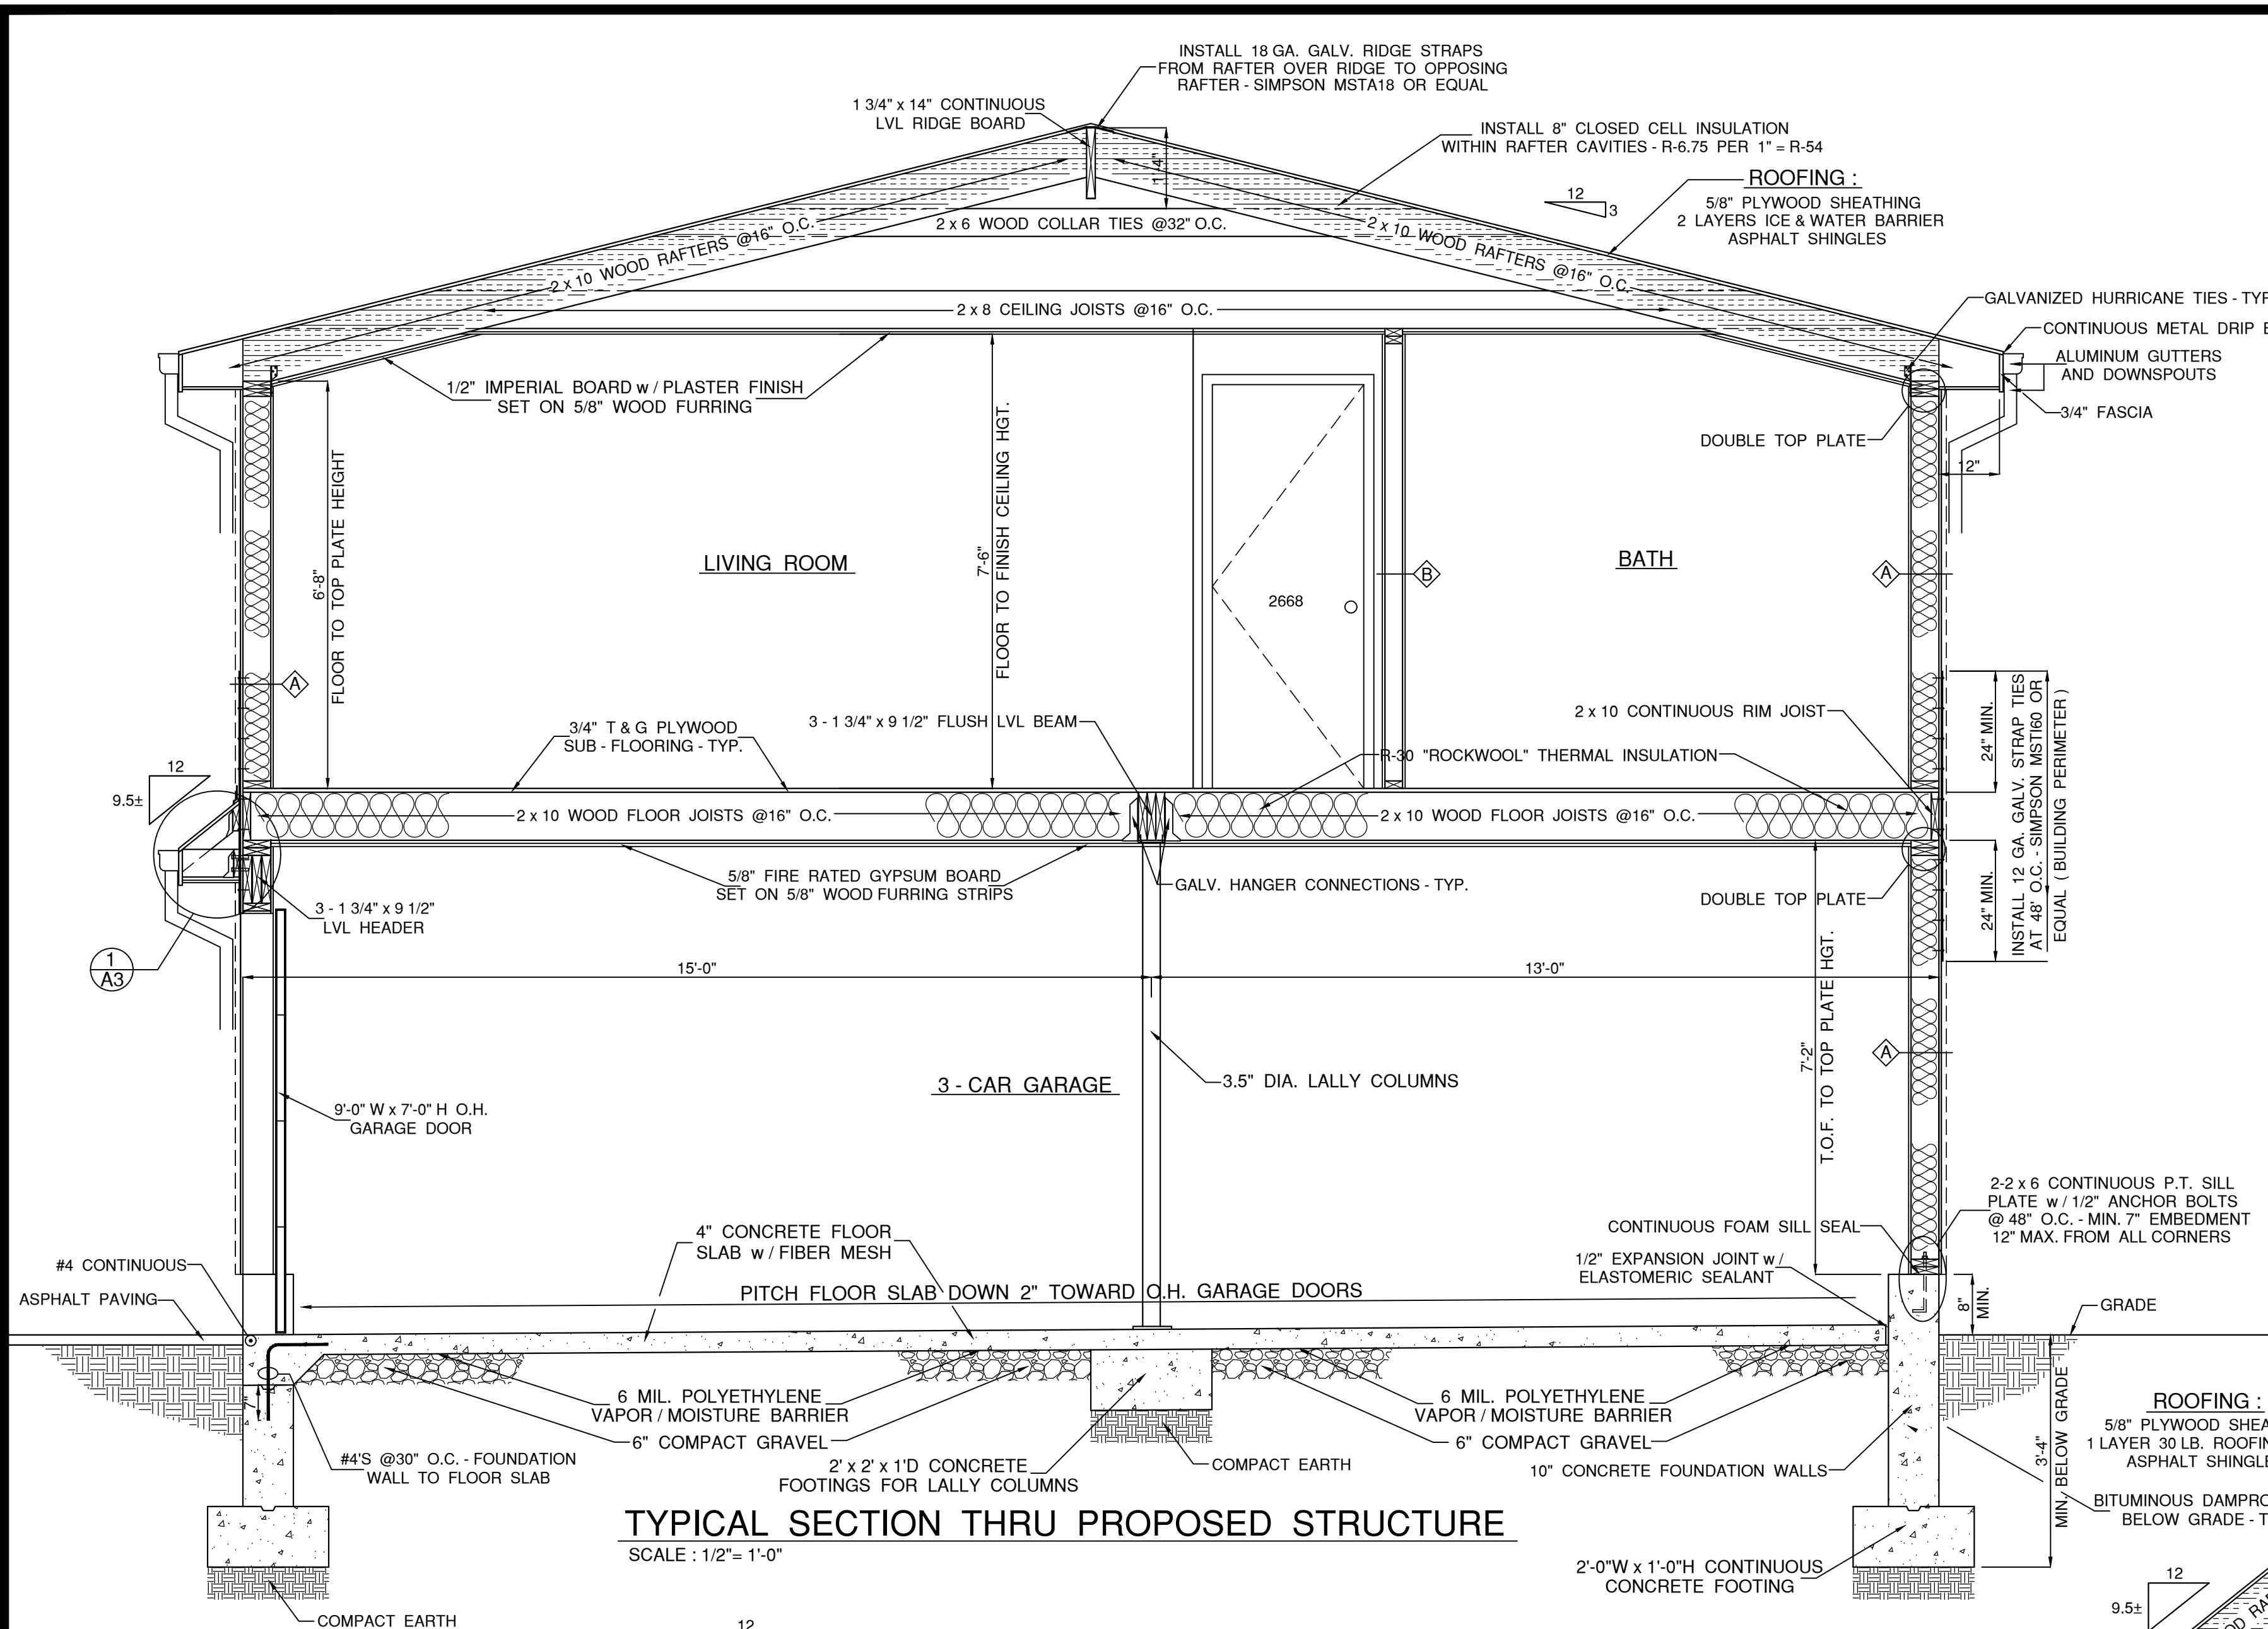 INSTALL 18 GA. GALV. RIDGE STRAPS
FROM RAFTER OVER RIDGE TO OPPOSING
RAFTER - SIMPSON MSTA18 OR EQUAL
1 3/4" x 14" CONTINUOUS
LVL RIDGE BOARD
INSTALL 8" CLOSED CELL INSULATION
WITHIN RAFTER CAVITIES - R-6.75 PER 1" = R-54
1'-4"
ROOFING :
5/8" PLYWOOD SHEATHING
2 LAYERS ICE & WATER BARRIER
ASPHALT SHINGLES
12
3
2 x 6 WOOD COLLAR TIES @32" O.C.
2 x 10 WOOD RAFTERS @16" O.C.
2 x 10 WOOD RAFTERS @16" O.C.
2 x 8 CEILING JOISTS @16" O.C.
GALVANIZED HURRICANE TIES - TYP
CONTINUOUS METAL DRIP
ALUMINUM GUTTERS
AND DOWNSPOUTS
3/4" FASCIA
1/2" IMPERIAL BOARD w / PLASTER FINISH
SET ON 5/8" WOOD FURRING
DOUBLE TOP PLATE
12"
6'-8"
FLOOR TO TOP PLATE HEIGHT
7'-6"
FLOOR TO FINISH CEILING HGT.
LIVING ROOM
BATH
2668
B
A
A
3/4" T & G PLYWOOD
SUB - FLOORING - TYP.
3 - 1 3/4" x 9 1/2" FLUSH LVL BEAM
2 x 10 CONTINUOUS RIM JOIST
R-30 "ROCKWOOL" THERMAL INSULATION
24" MIN.
24" MIN.
INSTALL 12 GA. GALV. STRAP TIES
AT 48' O.C. - SIMPSON MSTI60 OR
EQUAL ( BUILDING PERIMETER )
12
9.5±
2 x 10 WOOD FLOOR JOISTS @16" O.C.
2 x 10 WOOD FLOOR JOISTS @16" O.C.
5/8" FIRE RATED GYPSUM BOARD
SET ON 5/8" WOOD FURRING STRIPS
GALV. HANGER CONNECTIONS - TYP.
DOUBLE TOP PLATE
3 - 1 3/4" x 9 1/2"
LVL HEADER
1
A3
15'-0"
13'-0"
7'-2"
T.O.F. TO TOP PLATE HGT.
A
3 - CAR GARAGE
3.5" DIA. LALLY COLUMNS
9'-0" W x 7'-0" H O.H.
GARAGE DOOR
2-2 x 6 CONTINUOUS P.T. SILL
PLATE w / 1/2" ANCHOR BOLTS
@ 48" O.C. - MIN. 7" EMBEDMENT
12" MAX. FROM ALL CORNERS
4" CONCRETE FLOOR
SLAB w / FIBER MESH
CONTINUOUS FOAM SILL SEAL
1/2" EXPANSION JOINT w /
ELASTOMERIC SEALANT
#4 CONTINUOUS
ASPHALT PAVING
PITCH FLOOR SLAB DOWN 2" TOWARD O.H. GARAGE DOORS
8"
MIN.
GRADE
7"
6 MIL. POLYETHYLENE
VAPOR / MOISTURE BARRIER
6" COMPACT GRAVEL
6 MIL. POLYETHYLENE
VAPOR / MOISTURE BARRIER
6" COMPACT GRAVEL
#4'S @30" O.C. - FOUNDATION
WALL TO FLOOR SLAB
2' x 2' x 1'D CONCRETE
FOOTINGS FOR LALLY COLUMNS
COMPACT EARTH
10" CONCRETE FOUNDATION WALLS
3'-4"
MIN. BELOW GRADE
ROOFING :
5/8" PLYWOOD
1 LAYER 30 LB.
ASPHALT
BITUMINOUS
BELOW GRADE -
TYPICAL SECTION THRU PROPOSED STRUCTURE
SCALE : 1/2"= 1'-0"
2'-0"W x 1'-0"H CONTINUOUS
CONCRETE FOOTING
COMPACT EARTH
12
12
9.5±